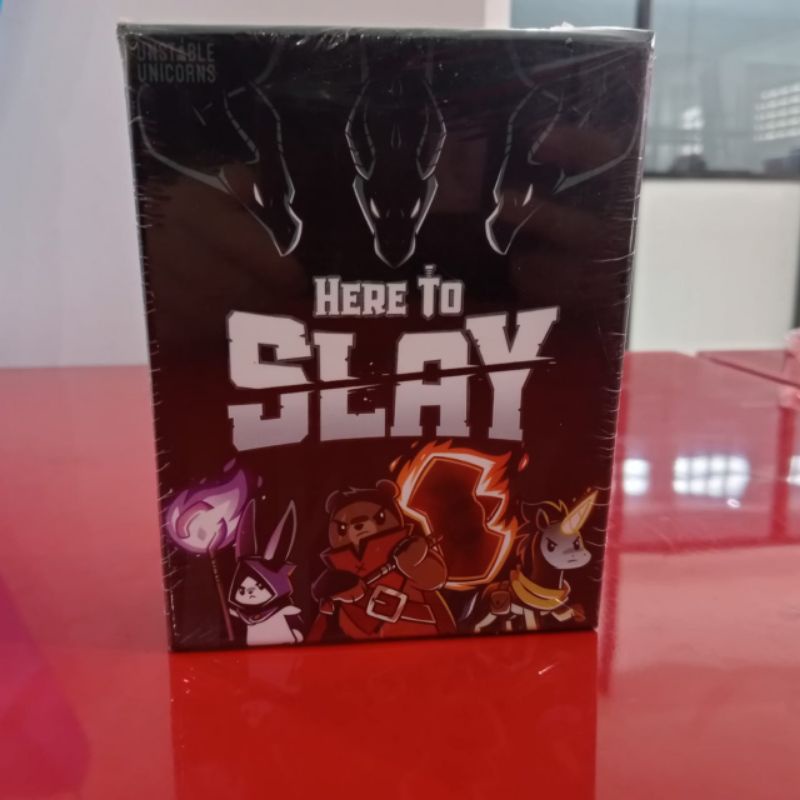 UNSTABLE
UNICORNS
HERE TO
SLAY